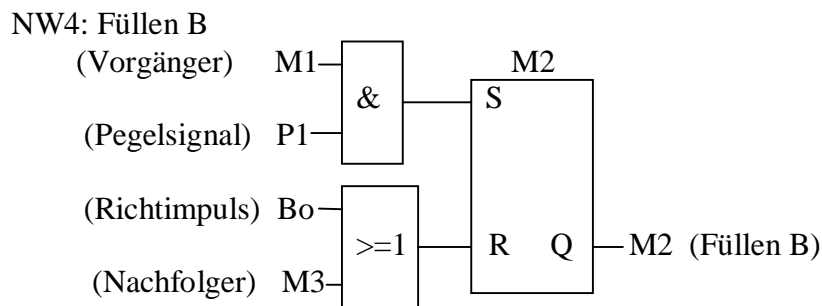 NW4: Füllen B
(Vorgänger) M1
M2
&
S
(Pegelsignal) P1
(Richtimpuls) Bo
>=1
R Q
M2 (Füllen B)
(Nachfolger) M3